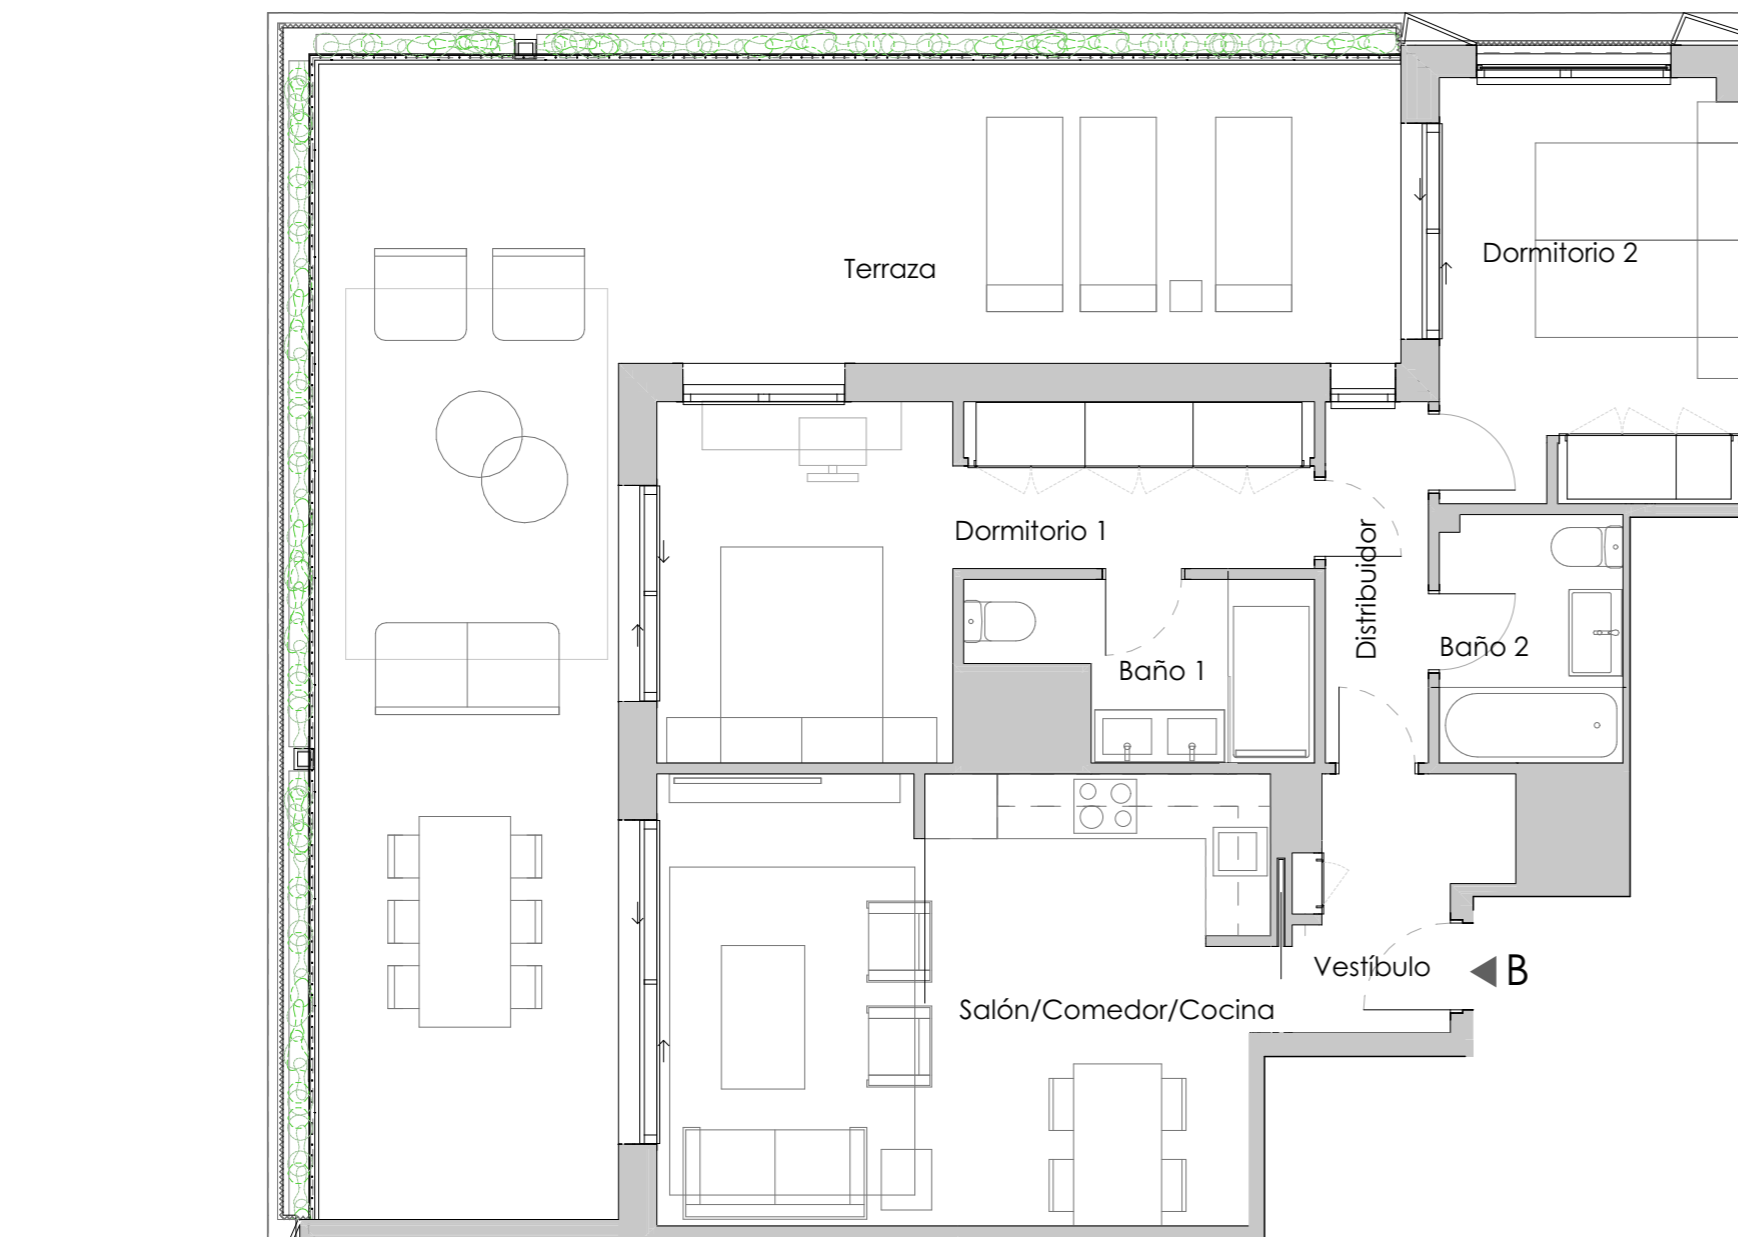 Terraza
Dormitorio 2
Dormitorio 1
Distribuidor
Baño 1
Baño 2
Vestíbulo
B
Salón/Comedor/Cocina